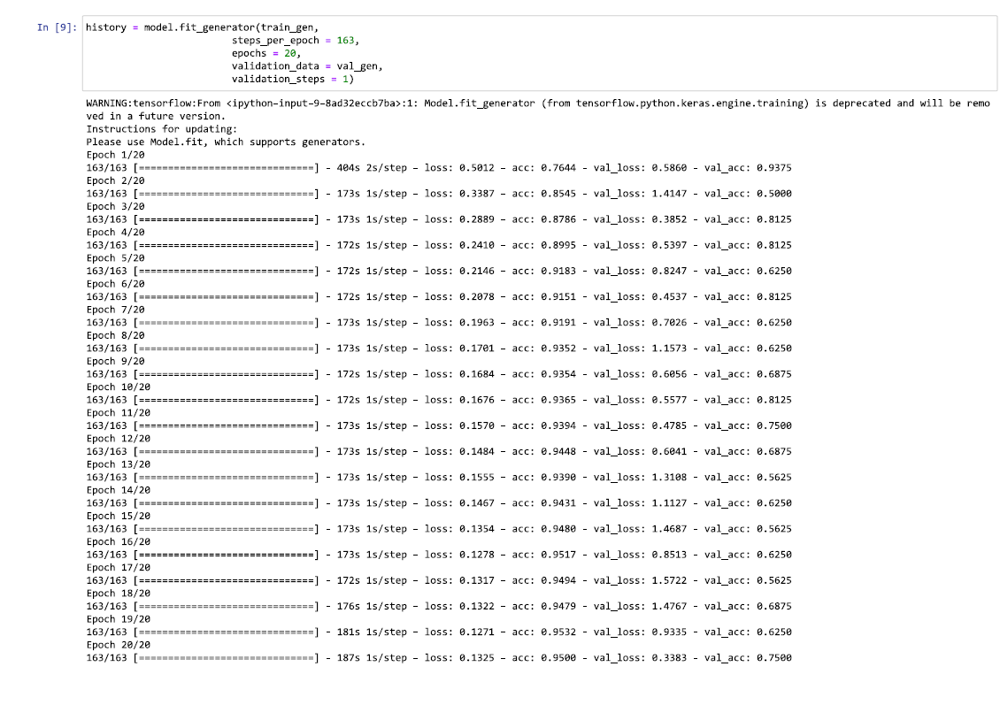 In [9]: history = model.fit_generator(train_gen,
steps_per_epoch = 163,
epochs = 20,
validation_data = val_gen,
validation_steps = 1)
WARNING:tensorflow:From <ipython-input-9-8ad32eccb7ba>:1: Model.fit_generator (from tensorflow.python.keras.engine.training) is deprecated and will be remo
ved in a future version.
Instructions for updating:
Please use Model.fit, which supports generators.
Epoch 1/20
163/163 [==============================] - 404s 2s/step - loss: 0.5012 - acc: 0.7644 - val_loss: 0.5860 - val_acc: 0.9375
Epoch 2/20
163/163 [==============================] - 173s 1s/step - loss: 0.3387 - acc: 0.8545 - val_loss: 1.4147 - val_acc: 0.5000
Epoch 3/20
163/163 [==============================] - 173s 1s/step - loss: 0.2889 - acc: 0.8786 - val_loss: 0.3852 - val_acc: 0.8125
Epoch 4/20
163/163 [==============================] - 172s 1s/step - loss: 0.2410 - acc: 0.8995 - val_loss: 0.5397 - val_acc: 0.8125
Epoch 5/20
163/163 [==============================] - 172s 1s/step - loss: 0.2146 - acc: 0.9183 - val_loss: 0.8247 - val_acc: 0.6250
Epoch 6/20
163/163 [==============================] - 172s 1s/step - loss: 0.2078 - acc: 0.9151 - val_loss: 0.4537 - val_acc: 0.8125
Epoch 7/20
163/163 [==============================] - 173s 1s/step - loss: 0.1963 - acc: 0.9191 - val_loss: 0.7026 - val_acc: 0.6250
Epoch 8/20
163/163 [==============================] - 173s 1s/step - loss: 0.1701 - acc: 0.9352 - val_loss: 1.1573 - val_acc: 0.6250
Epoch 9/20
163/163 [==============================] - 172s 1s/step - loss: 0.1684 - acc: 0.9354 - val_loss: 0.6056 - val_acc: 0.6875
Epoch 10/20
163/163 [==============================] - 172s 1s/step - loss: 0.1676 - acc: 0.9365 - val_loss: 0.5577 - val_acc: 0.8125
Epoch 11/20
163/163 [==============================] - 173s 1s/step - loss: 0.1570 - acc: 0.9394 - val_loss: 0.4785 - val_acc: 0.7500
Epoch 12/20
163/163 [==============================] - 173s 1s/step - loss: 0.1484 - acc: 0.9448 - val_loss: 0.6041 - val_acc: 0.6875
Epoch 13/20
163/163 [==============================] - 173s 1s/step - loss: 0.1555 - acc: 0.9390 - val_loss: 1.3108 - val_acc: 0.5625
Epoch 14/20
163/163 [==============================] - 173s 1s/step - loss: 0.1467 - acc: 0.9431 - val_loss: 1.1127 - val_acc: 0.6250
Epoch 15/20
163/163 [==============================] - 173s 1s/step - loss: 0.1354 - acc: 0.9480 - val_loss: 1.4687 - val_acc: 0.5625
Epoch 16/20
163/163 [==============================] - 173s 1s/step - loss: 0.1278 - acc: 0.9517 - val_loss: 0.8513 - val_acc: 0.6250
Epoch 17/20
163/163 [==============================] - 172s 1s/step - loss: 0.1317 - acc: 0.9494 - val_loss: 1.5722 - val_acc: 0.5625
Epoch 18/20
163/163 [==============================] - 176s 1s/step - loss: 0.1322 - acc: 0.9479 - val_loss: 1.4767 - val_acc: 0.6875
Epoch 19/20
163/163 [==============================] - 181s 1s/step - loss: 0.1271 - acc: 0.9532 - val_loss: 0.9335 - val_acc: 0.6250
Epoch 20/20
163/163 [==============================] - 187s 1s/step - loss: 0.1325 - acc: 0.9500 - val_loss: 0.3383 - val_acc: 0.7500